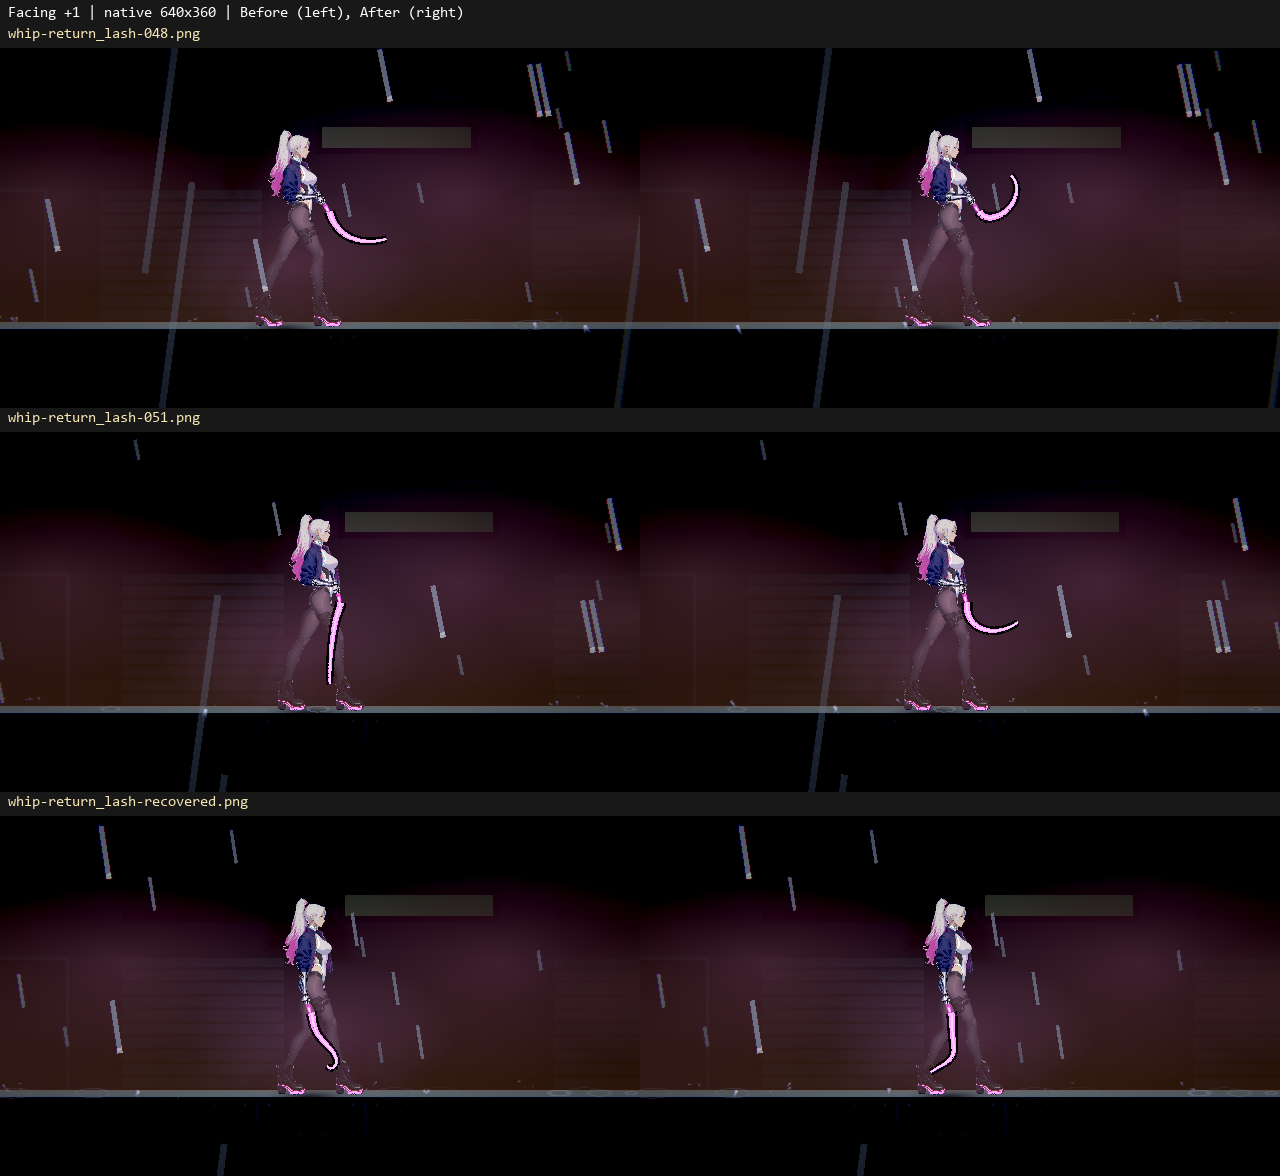 Facing +1 | native 640x360 | Before (left), After (right)
whip-return_lash-048.png
whip-return_lash-051.png
whip-return_lash-recovered.png